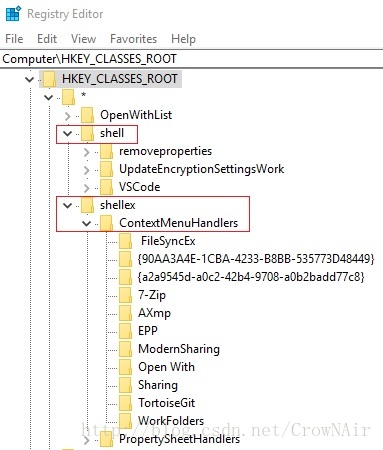 Registry Editor
File Edit View Favorites Help
Computer\HKEY_CLASSES_ROOT
HKEY_CLASSES_ROOT
*
OpenWithList
shell
removeproperties
UpdateEncryptionSettingsWork
VSCode
shellex
ContextMenuHandlers
FileSyncEx
{90AA3A4E-1CBA-4233-B8BB-535773D48449}
{a2a9545d-a0c2-42b4-9708-a0b2badd77c8}
7-Zip
AXmp
EPP
ModernSharing
Open With
Sharing
TortoiseGit
WorkFolders
http://blog.csdn.net/CrowNAir
PropertySheetHandlers